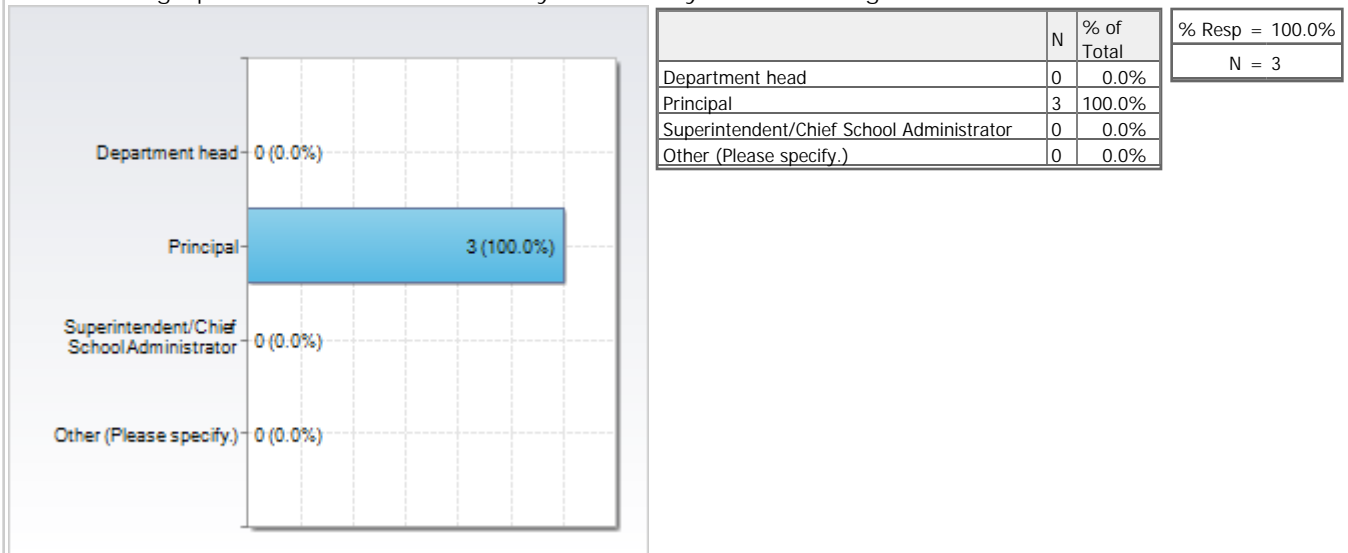 Department head 0 (0.0%)
Principal 3 (100.0%)
Superintendent/Chief
School Administrator 0 (0.0%)
Other (Please specify.) 0 (0.0%)
N % of
Total
Department head 0 0.0%
Principal 3 100.0%
Superintendent/Chief School Administrator 0 0.0%
Other (Please specify.) 0 0.0%
% Resp = 100.0%
N = 3